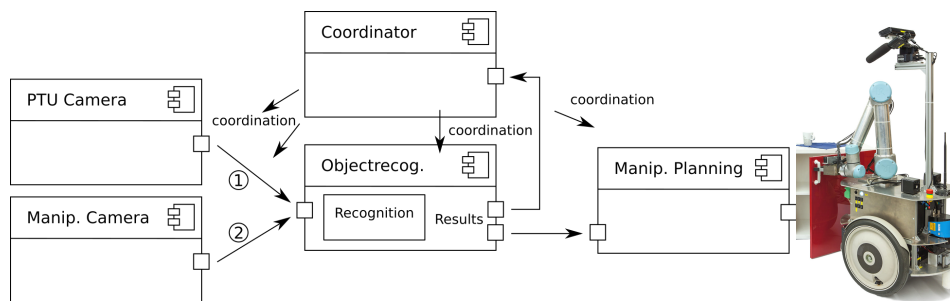 Coordinator
PTU Camera
coordination
coordination
coordination
Objectrecog.
Manip. Planning
1
Manip. Camera
Recognition
Results
2